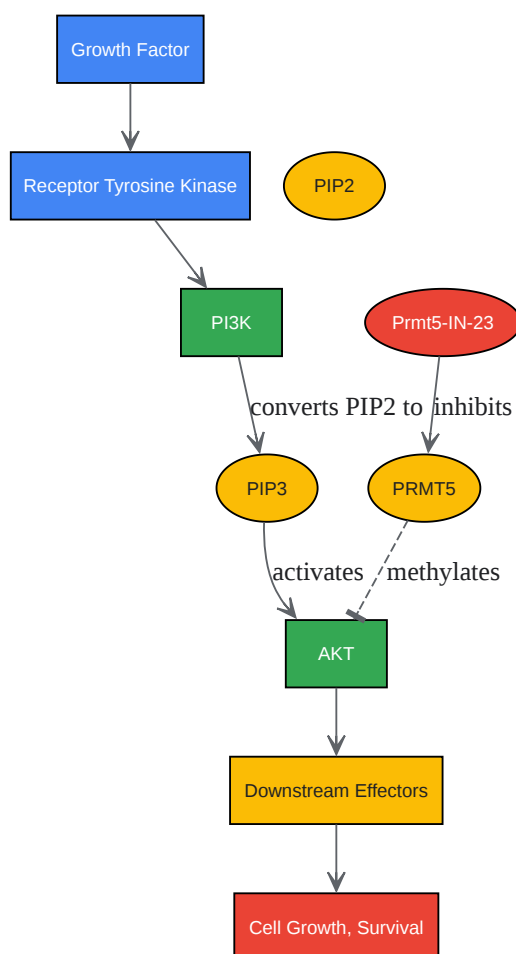 Growth Factor
Receptor Tyrosine Kinase
PIP2
PI3K
Prmt5-IN-23
converts PIP2 to
inhibits
PIP3
PRMT5
activates
methylates
AKT
Downstream Effectors
Cell Growth, Survival